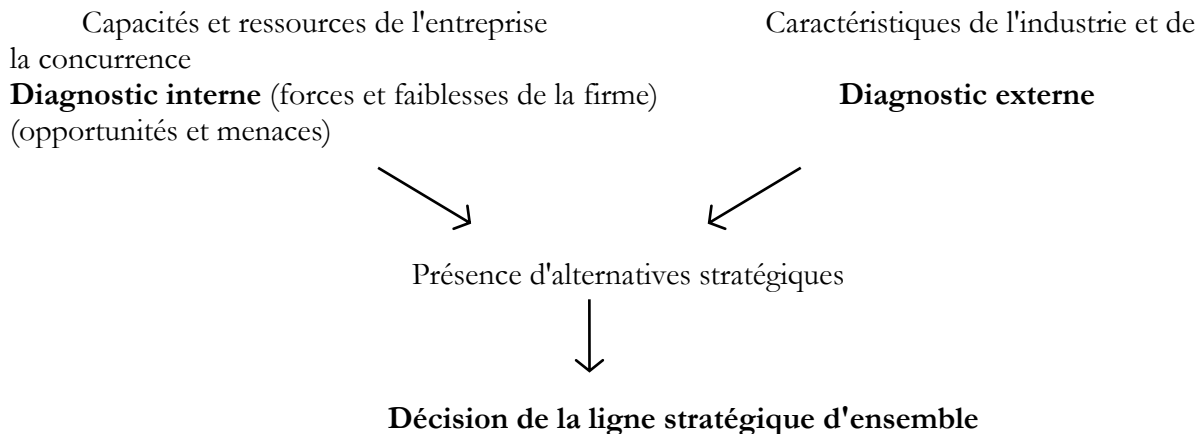 Capacités et ressources de l'entreprise Caractéristiques de l'industrie et de
la concurrence
Diagnostic interne (forces et faiblesses de la firme) Diagnostic externe
(opportunités et menaces)
Présence d'alternatives stratégiques
Décision de la ligne stratégique d'ensemble